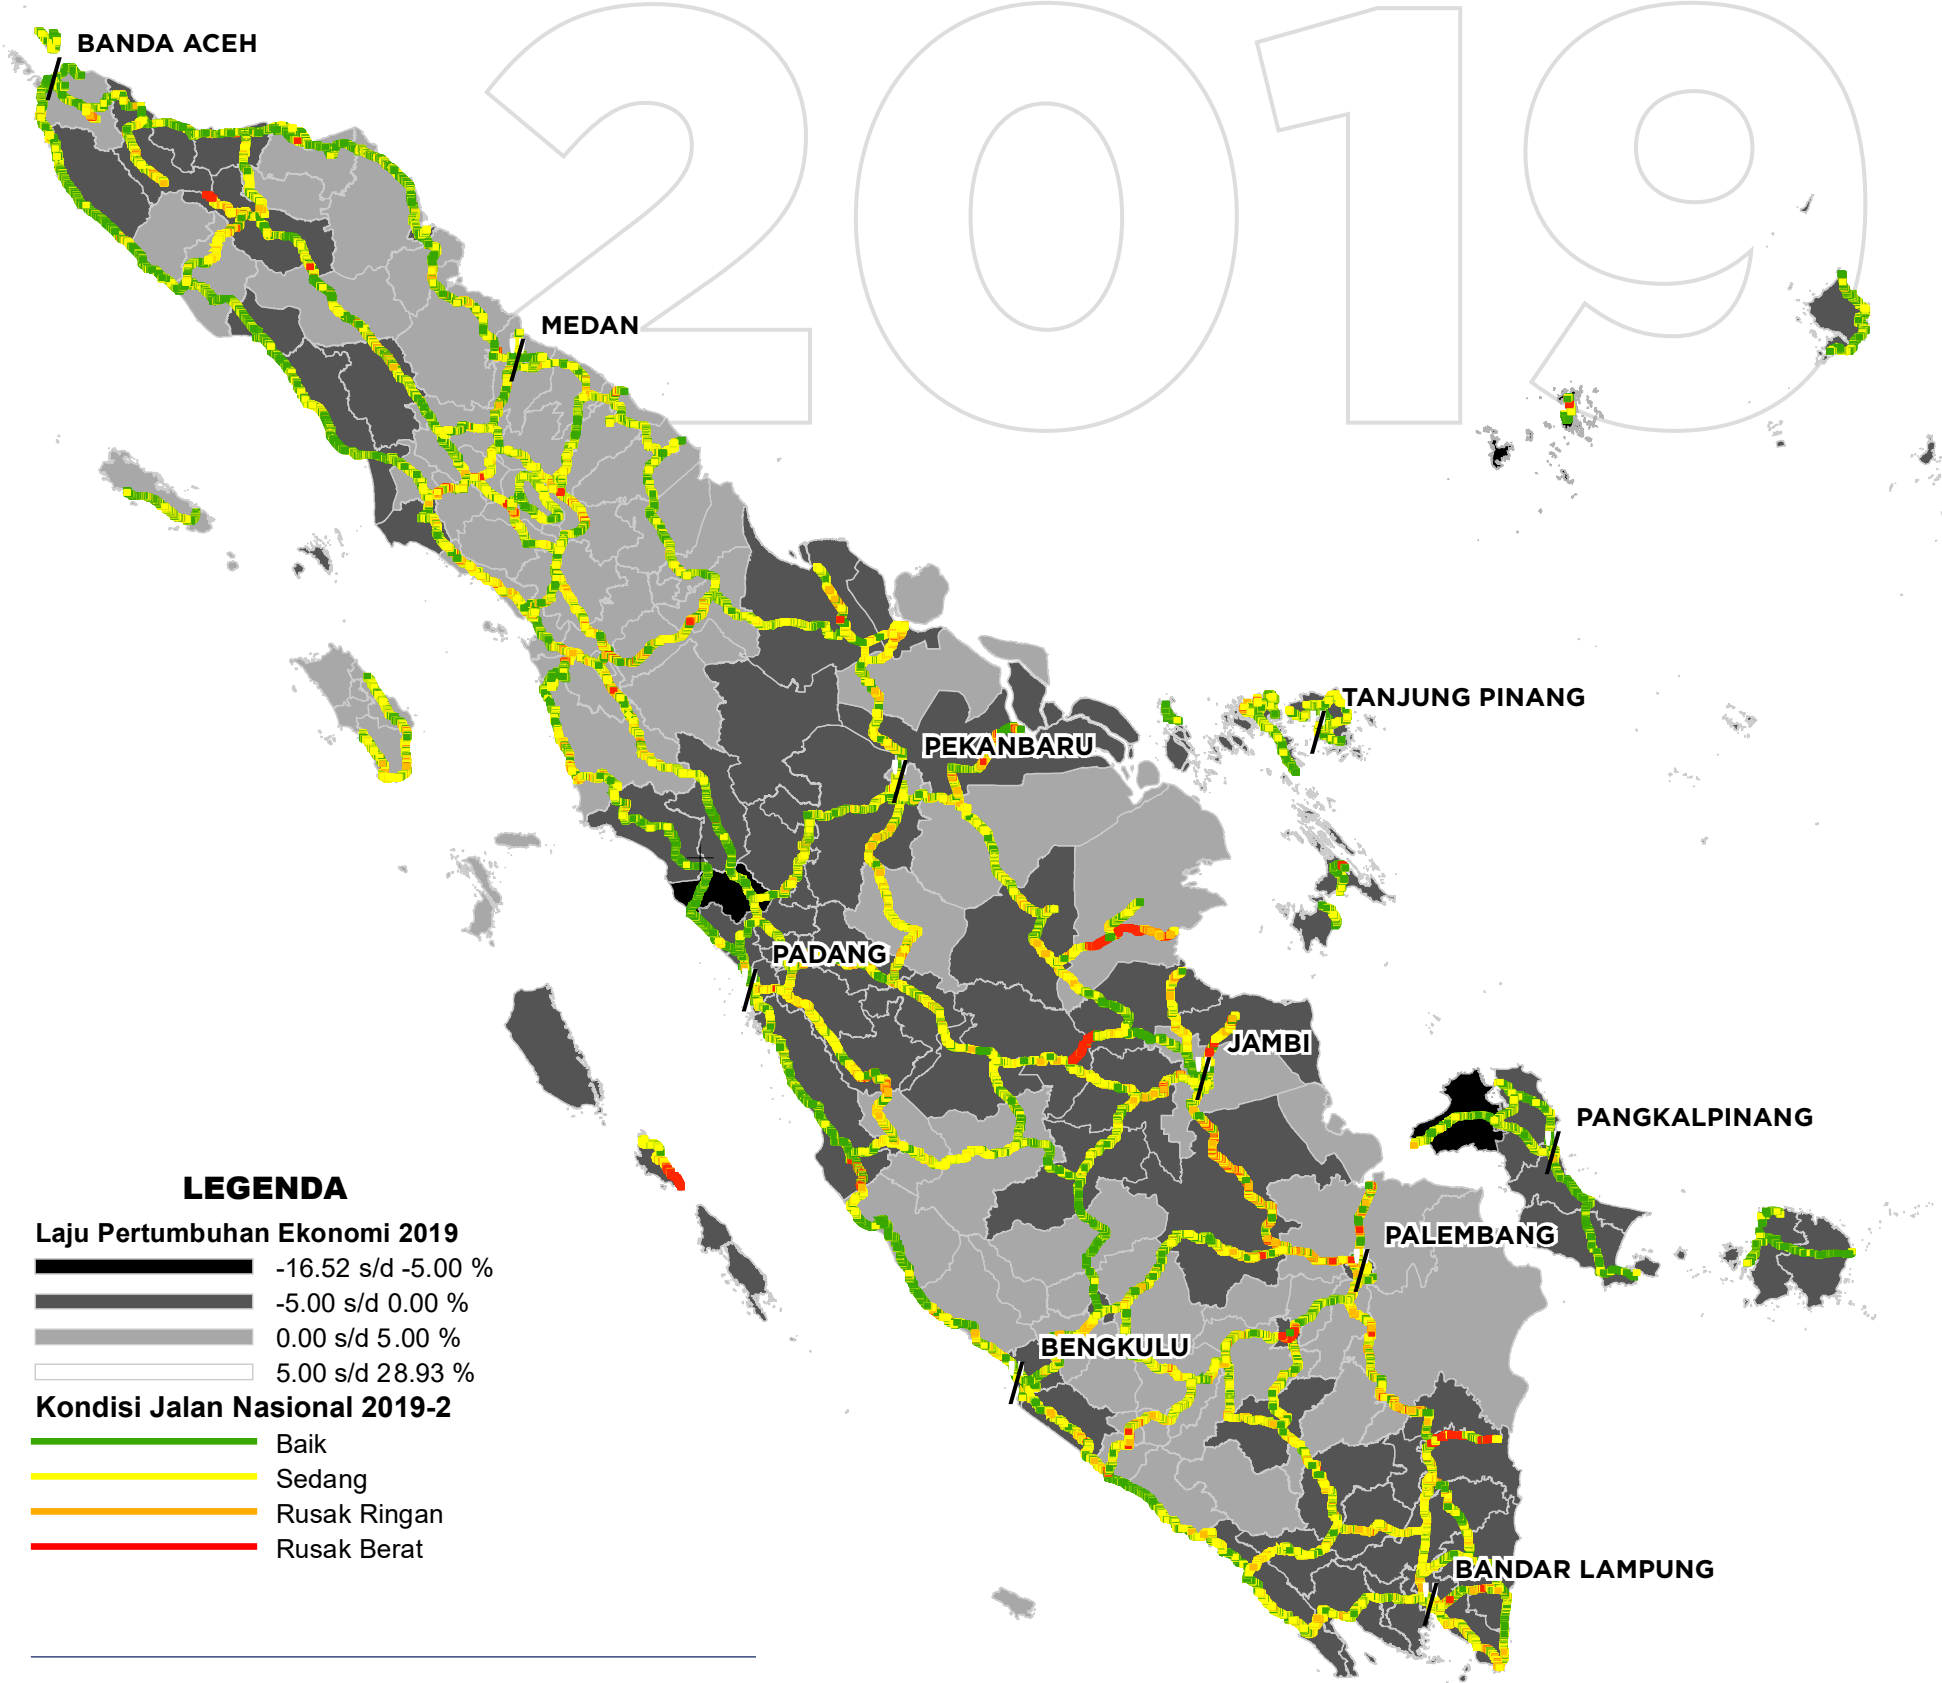 2019
BANDA ACEH
MEDAN
TANJUNG PINANG
PEKANBARU
PADANG
JAMBI
PANGKALPINANG
PALEMBANG
BENGKULU
BANDAR LAMPUNG
LEGENDA
Laju Pertumbuhan Ekonomi 2019
-16.52 s/d -5.00 %
-5.00 s/d 0.00 %
0.00 s/d 5.00 %
5.00 s/d 28.93 %
Kondisi Jalan Nasional 2019-2
Baik
Sedang
Rusak Ringan
Rusak Berat